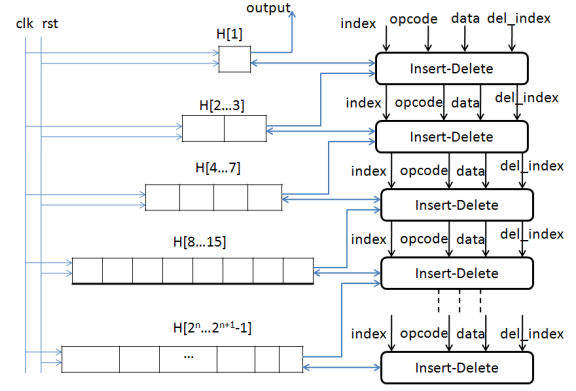 output
clk rst
H[1]
index opcode data del_index
Insert-Delete
H[2...3]
index opcode data del_index
Insert-Delete
H[4...7]
index opcode data del_index
Insert-Delete
H[8...15]
index opcode data del_index
Insert-Delete
H[2ⁿ...2ⁿ⁺¹-1]
...
index opcode data del_index
Insert-Delete